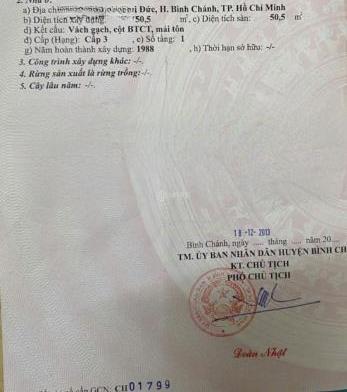 2. Nhà ở:
a) Địa chỉ Đức, H. Bình Chánh, TP. Hồ Chí Minh
b) Diện tích xây dựng: 50,5 m², c) Diện tích sàn: 50,5 m²
d) Kết cấu: Vách gạch, cột BTCT, mái tôn
đ) Cấp (Hạng): Cấp 3 , e) Số tầng: 1
g) Năm hoàn thành xây dựng: 1988 , h) Thời hạn sở hữu: -/-
3. Công trình xây dựng khác: -/-.
4. Rừng sản xuất là rừng trồng: -/-.
5. Cây lâu năm: -/-.
18-12-2013
Bình Chánh, ngày ..... tháng ..... năm 20....
TM. ỦY BAN NHÂN DÂN HUYỆN BÌNH CH
KT. CHỦ TỊCH
PHÓ CHỦ TỊCH
Đoàn Nhật
GCN: CH01799